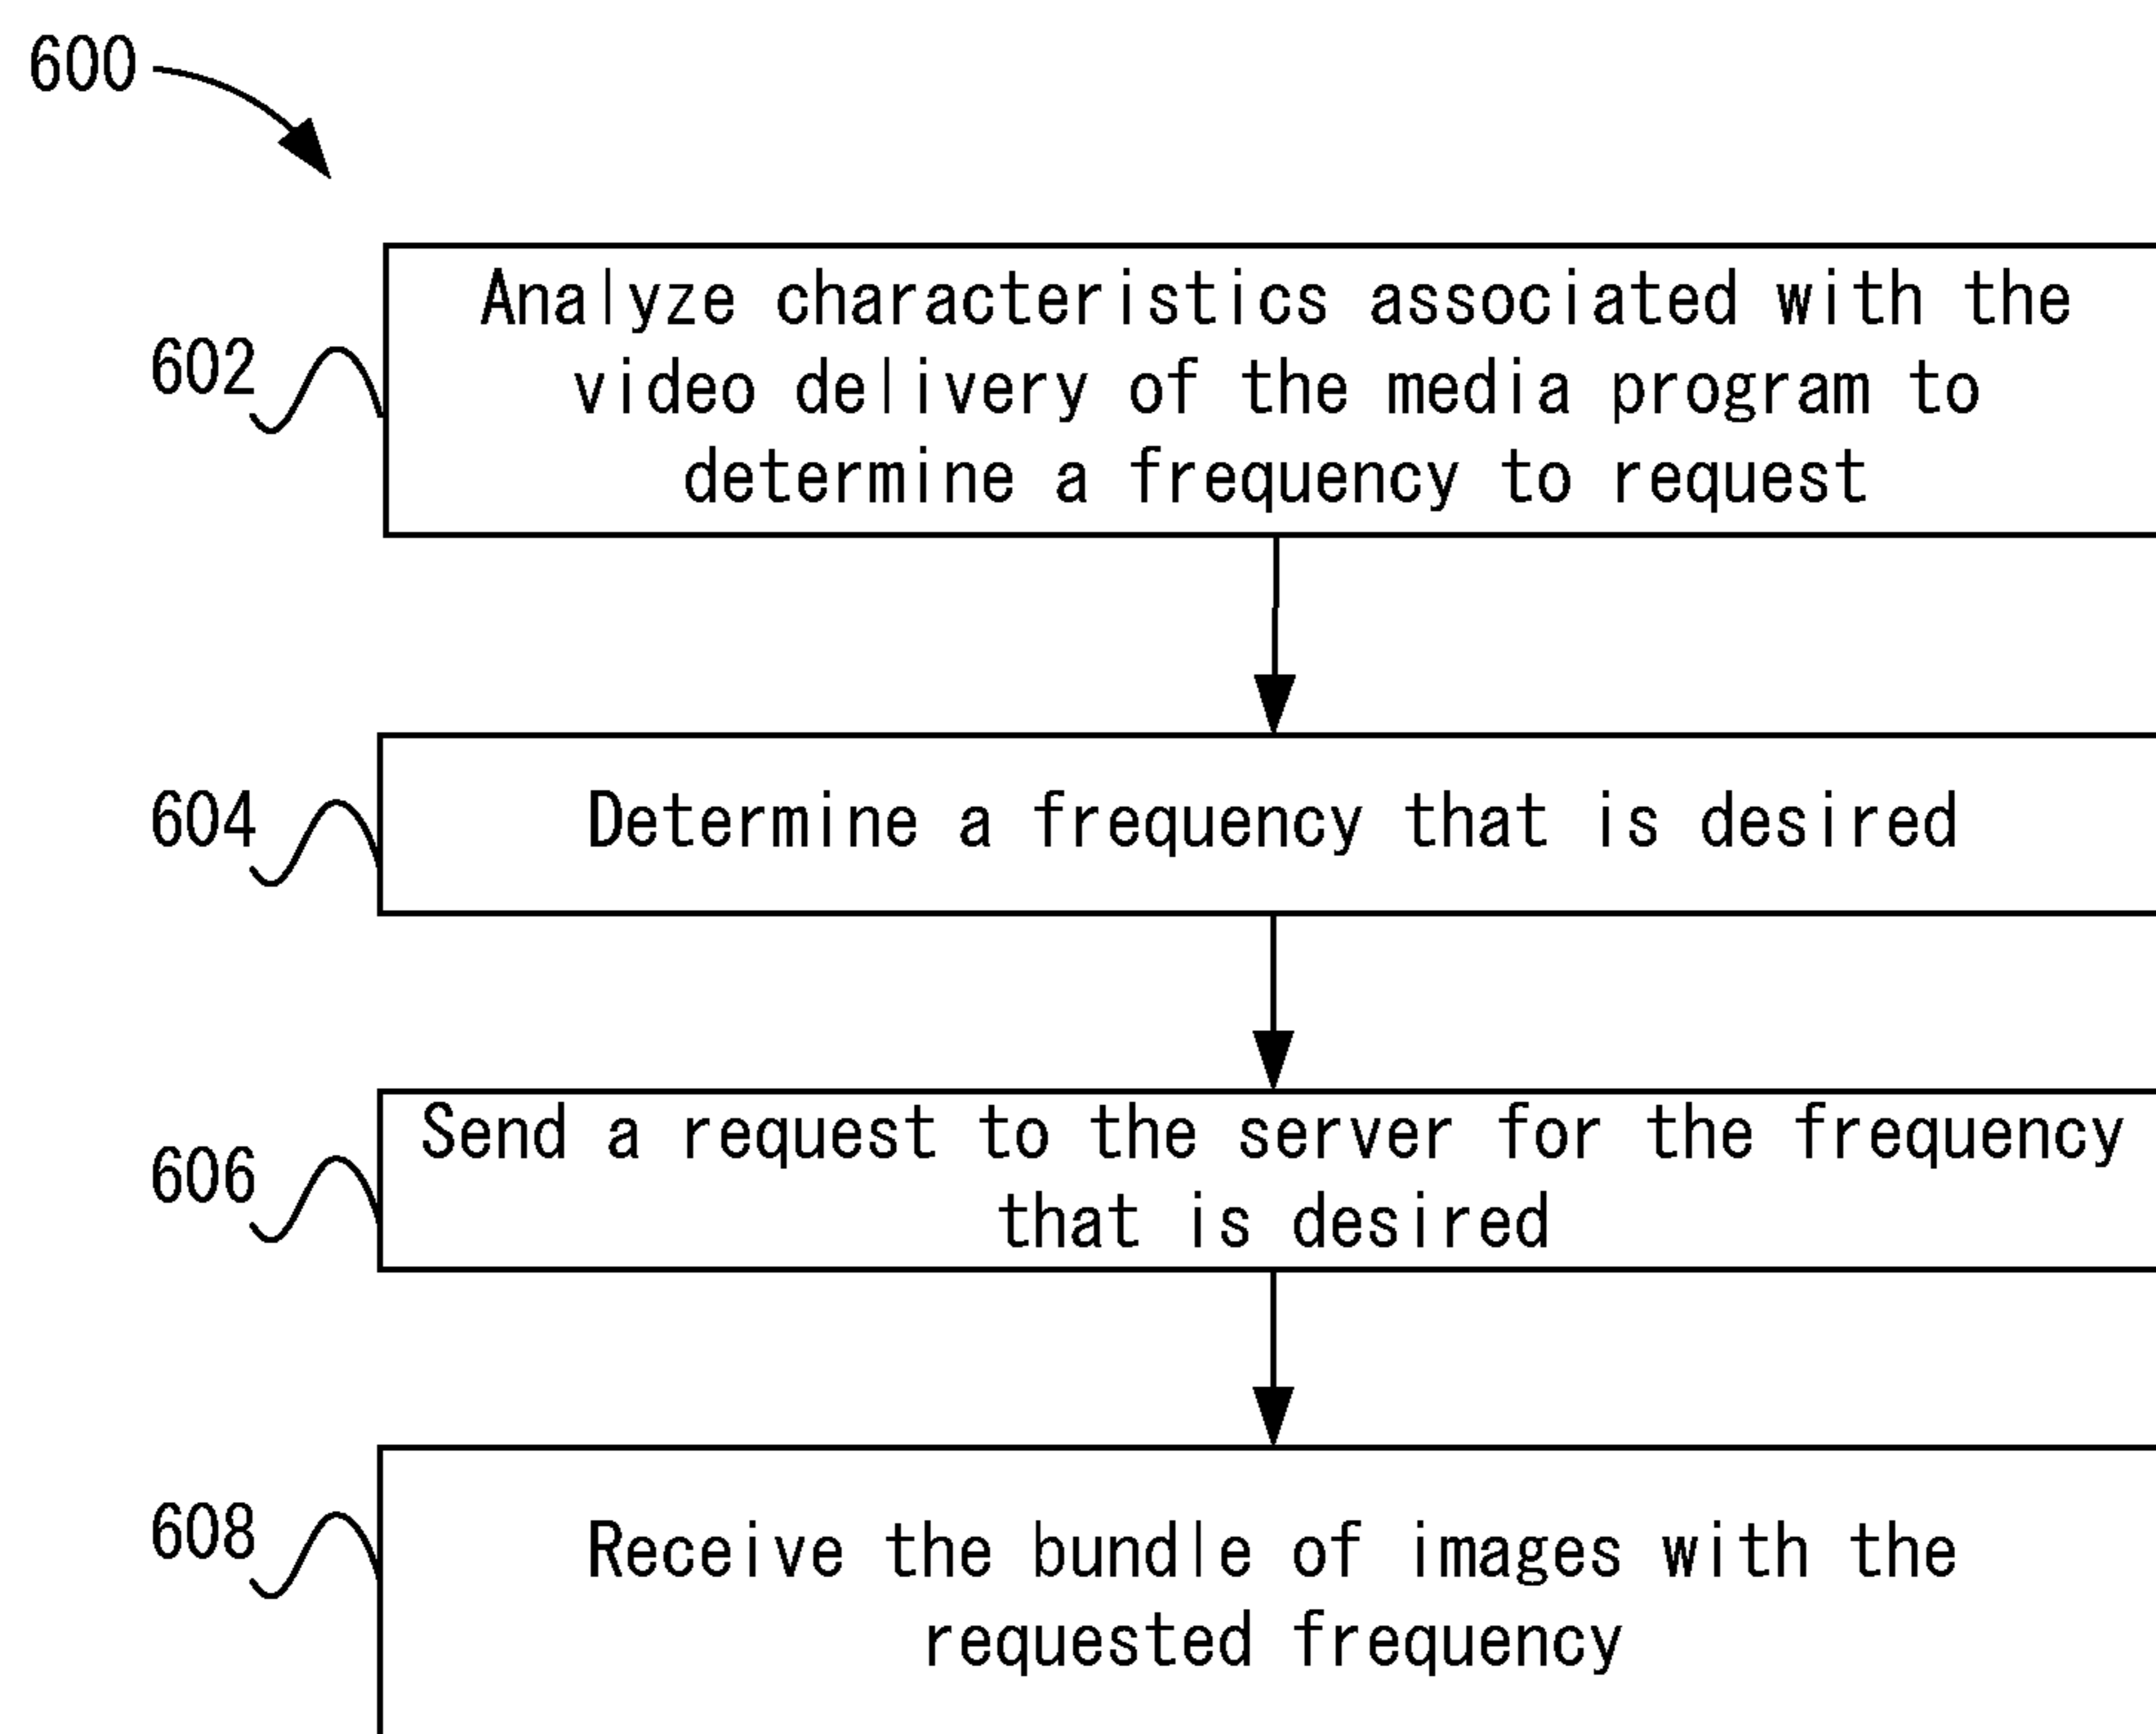 600
602
Analyze characteristics associated with the
video delivery of the media program to
determine a frequency to request
604
Determine a frequency that is desired
606
Send a request to the server for the frequency
that is desired
608
Receive the bundle of images with the
requested frequency